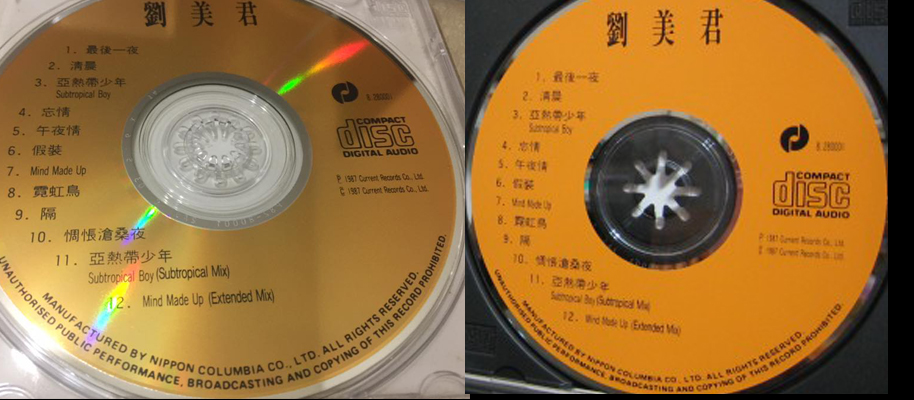 劉美君
1. 最後一夜
2. 清晨
3. 亞熱帶少年
Subtropical Boy
4. 忘情
5. 午夜情
6. 假裝
7. Mind Made Up
8. 霓虹鳥
9. 隔
10. 惆悵滄桑夜
11. 亞熱帶少年
Subtropical Boy (Subtropical Mix)
12. Mind Made Up (Extended Mix)
COMPACT
disc
DIGITAL AUDIO
P 1987 Current Records Co., Ltd.
C 1987 Current Records Co., Ltd.
MANUFACTURED BY NIPPON COLUMBIA CO., LTD. ALL RIGHTS RESERVED.
UNAUTHORISED PUBLIC PERFORMANCE, BROADCASTING AND COPYING OF THIS RECORD PROHIBITED.
劉美君
1. 最後一夜
2. 清晨
3. 亞熱帶少年
Subtropical Boy
4. 忘情
5. 午夜情
6. 假裝
7. Mind Made Up
8. 霓虹鳥
9. 隔
10. 惆悵滄桑夜
11. 亞熱帶少年
Subtropical Boy (Subtropical Mix)
12. Mind Made Up (Extended Mix)
COMPACT
disc
DIGITAL AUDIO
P 1987 Current Records Co., Ltd.
C 1987 Current Records Co., Ltd.
MANUFACTURED BY NIPPON COLUMBIA CO., LTD. ALL RIGHTS RESERVED.
UNAUTHORISED PUBLIC PERFORMANCE, BROADCASTING AND COPYING OF THIS RECORD PROHIBITED.